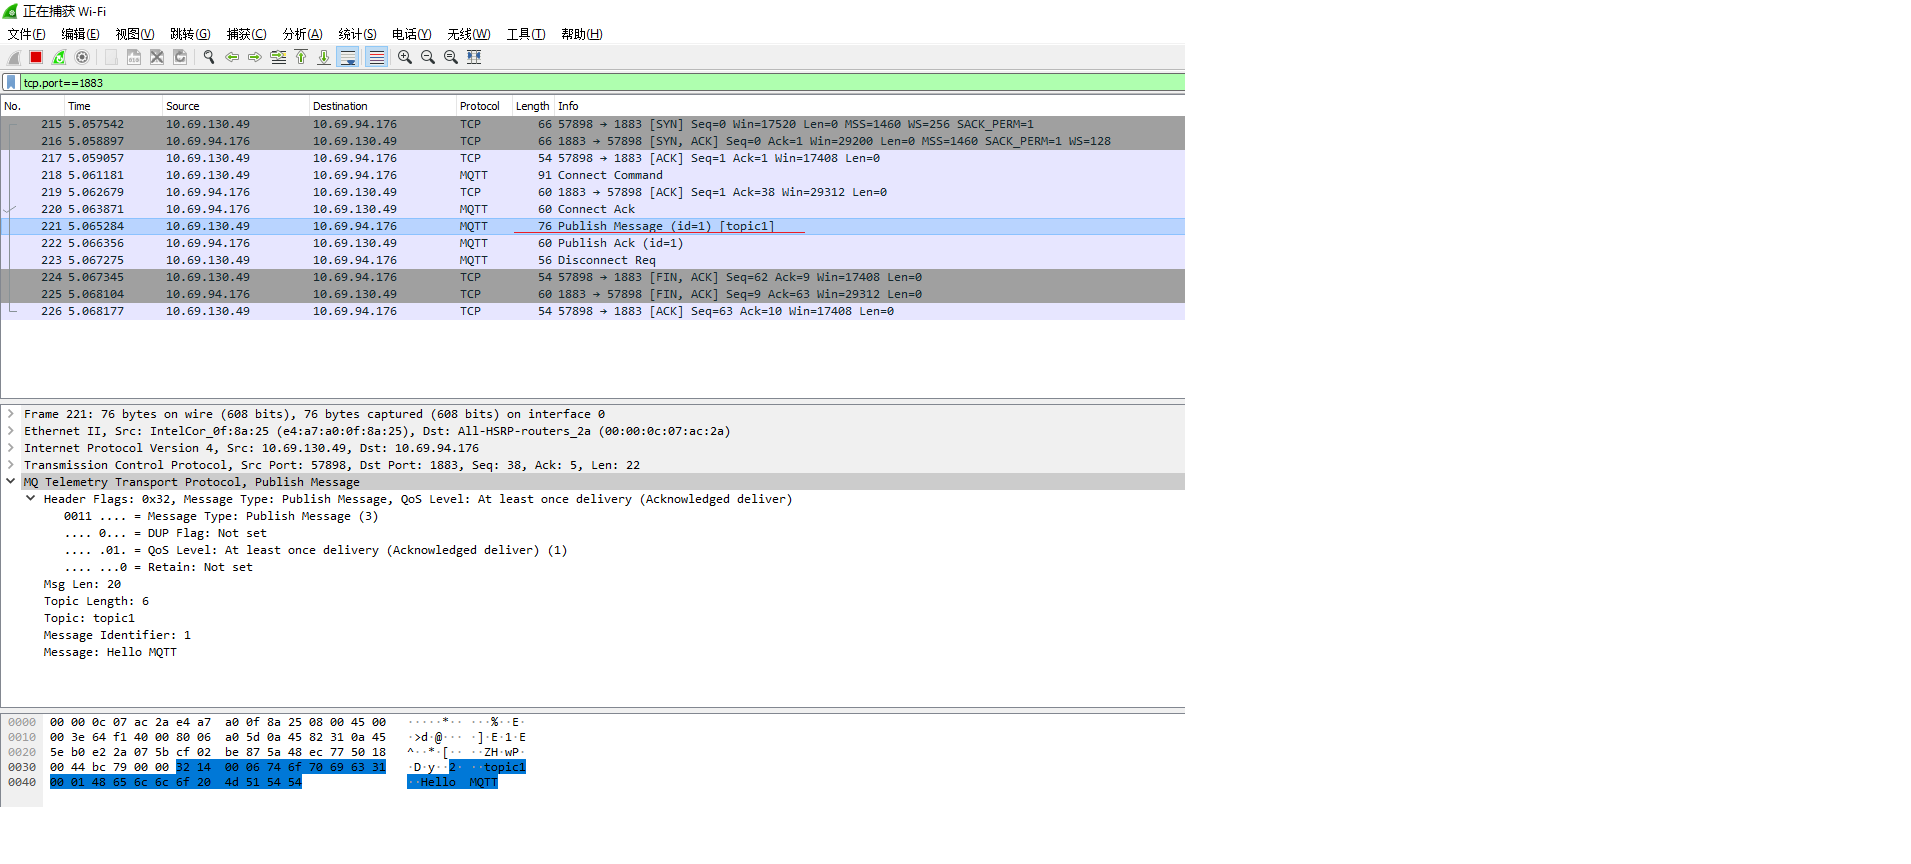 正在捕获 Wi-Fi
文件(F) 编辑(E) 视图(V) 跳转(G) 捕获(C) 分析(A) 统计(S) 电话(Y) 无线(W) 工具(T) 帮助(H)
tcp.port==1883
No. Time Source Destination Protocol Length Info
215 5.057542 10.69.130.49 10.69.94.176 TCP 66 57898 → 1883 [SYN] Seq=0 Win=17520 Len=0 MSS=1460 WS=256 SACK_PERM=1
216 5.058897 10.69.94.176 10.69.130.49 TCP 66 1883 → 57898 [SYN, ACK] Seq=0 Ack=1 Win=29200 Len=0 MSS=1460 SACK_PERM=1 WS=128
217 5.059057 10.69.130.49 10.69.94.176 TCP 54 57898 → 1883 [ACK] Seq=1 Ack=1 Win=17408 Len=0
218 5.061181 10.69.130.49 10.69.94.176 MQTT 91 Connect Command
219 5.062679 10.69.94.176 10.69.130.49 TCP 60 1883 → 57898 [ACK] Seq=1 Ack=38 Win=29312 Len=0
220 5.063871 10.69.94.176 10.69.130.49 MQTT 60 Connect Ack
221 5.065284 10.69.130.49 10.69.94.176 MQTT 76 Publish Message (id=1) [topic1]
222 5.066356 10.69.94.176 10.69.130.49 MQTT 60 Publish Ack (id=1)
223 5.067275 10.69.130.49 10.69.94.176 MQTT 56 Disconnect Req
224 5.067345 10.69.130.49 10.69.94.176 TCP 54 57898 → 1883 [FIN, ACK] Seq=62 Ack=9 Win=17408 Len=0
225 5.068104 10.69.94.176 10.69.130.49 TCP 60 1883 → 57898 [FIN, ACK] Seq=9 Ack=63 Win=29312 Len=0
226 5.068177 10.69.130.49 10.69.94.176 TCP 54 57898 → 1883 [ACK] Seq=63 Ack=10 Win=17408 Len=0
Frame 221: 76 bytes on wire (608 bits), 76 bytes captured (608 bits) on interface 0
Ethernet II, Src: IntelCor_0f:8a:25 (e4:a7:a0:0f:8a:25), Dst: All-HSRP-routers_2a (00:00:0c:07:ac:2a)
Internet Protocol Version 4, Src: 10.69.130.49, Dst: 10.69.94.176
Transmission Control Protocol, Src Port: 57898, Dst Port: 1883, Seq: 38, Ack: 5, Len: 22
MQ Telemetry Transport Protocol, Publish Message
Header Flags: 0x32, Message Type: Publish Message, QoS Level: At least once delivery (Acknowledged deliver)
0011 .... = Message Type: Publish Message (3)
.... 0... = DUP Flag: Not set
.... .01. = QoS Level: At least once delivery (Acknowledged deliver) (1)
.... ...0 = Retain: Not set
Msg Len: 20
Topic Length: 6
Topic: topic1
Message Identifier: 1
Message: Hello MQTT
0000 00 00 0c 07 ac 2a e4 a7 a0 0f 8a 25 08 00 45 00 ·····*·· ···%··E·
0010 00 3e 64 f1 40 00 80 06 a0 5d 0a 45 82 31 0a 45 ·>d·@··· ·]·E·1·E
0020 5e b0 e2 2a 07 5b cf 02 be 87 5a 48 ec 77 50 18 ^··*·[·· ··ZH·wP·
0030 00 44 bc 79 00 00 32 14 00 06 74 6f 70 69 63 31 ·D·y··2· ··topic1
0040 00 01 48 65 6c 6c 6f 20 4d 51 54 54 ··Hello MQTT